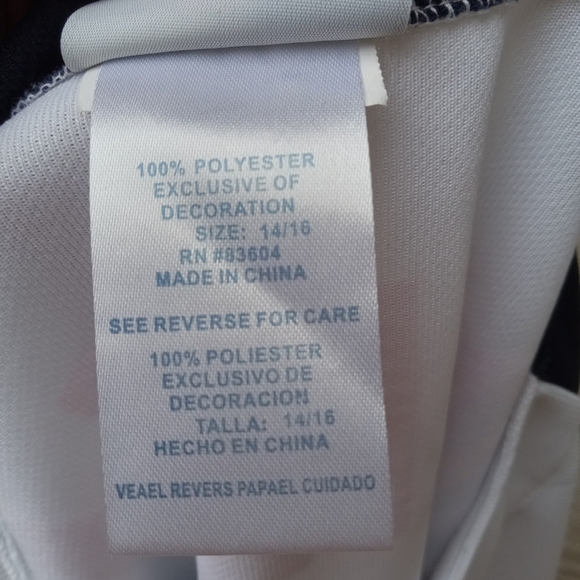 100% POLYESTER
EXCLUSIVE OF
DECORATION
SIZE: 14/16
RN #83604
MADE IN CHINA
SEE REVERSE FOR CARE
100% POLIESTER
EXCLUSIVO DE
DECORACION
TALLA: 14/16
HECHO EN CHINA
VEAEL REVERS PAPAEL CUIDADO